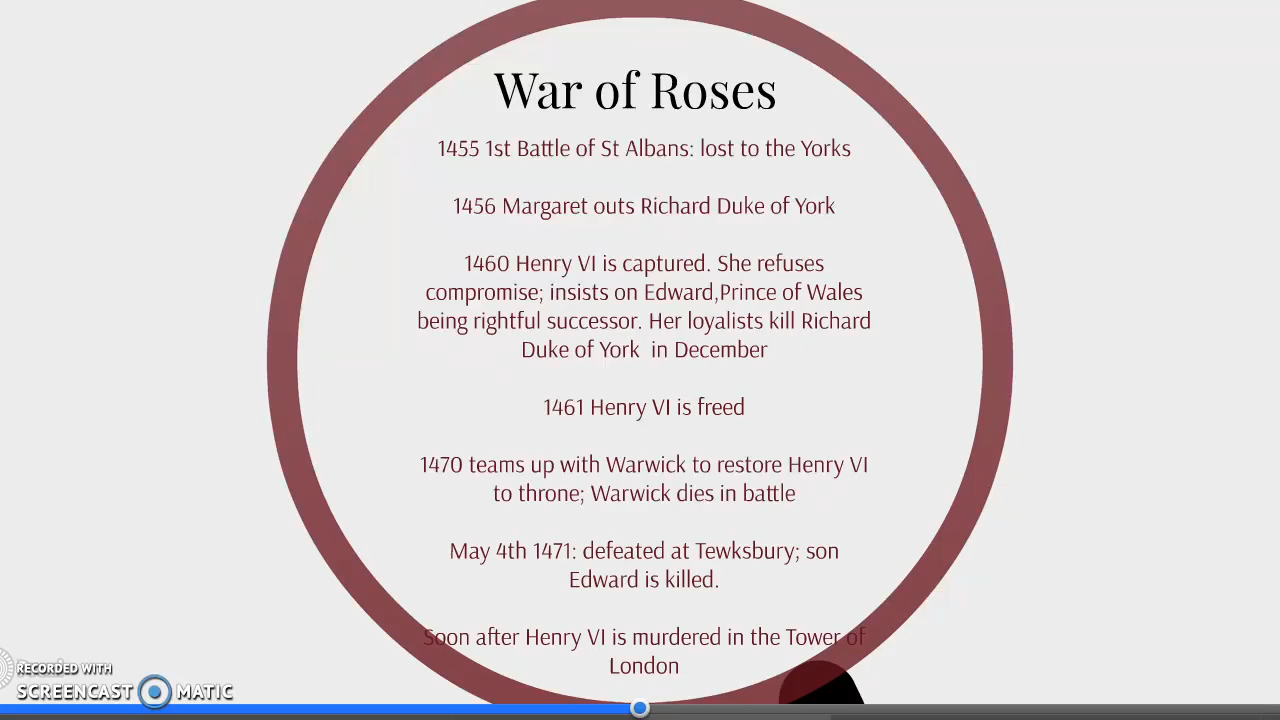 War of Roses
1455 1st Battle of St Albans: lost to the Yorks
1456 Margaret outs Richard Duke of York
1460 Henry VI is captured. She refuses
compromise; insists on Edward,Prince of Wales
being rightful successor. Her loyalists kill Richard
Duke of York  in December
1461 Henry VI is freed
1470 teams up with Warwick to restore Henry VI
to throne; Warwick dies in battle
May 4th 1471: defeated at Tewksbury; son
Edward is killed.
Soon after Henry VI is murdered in the Tower of
London
RECORDED WITH
SCREENCAST MATIC